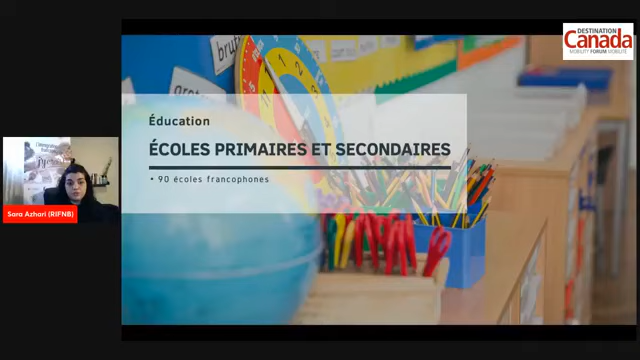 DESTINATION
Canada
MOBILITY FORUM MOBILITÉ
Éducation
ÉCOLES PRIMAIRES ET SECONDAIRES
• 90 écoles francophones
Sara Azhari (RIFNB)